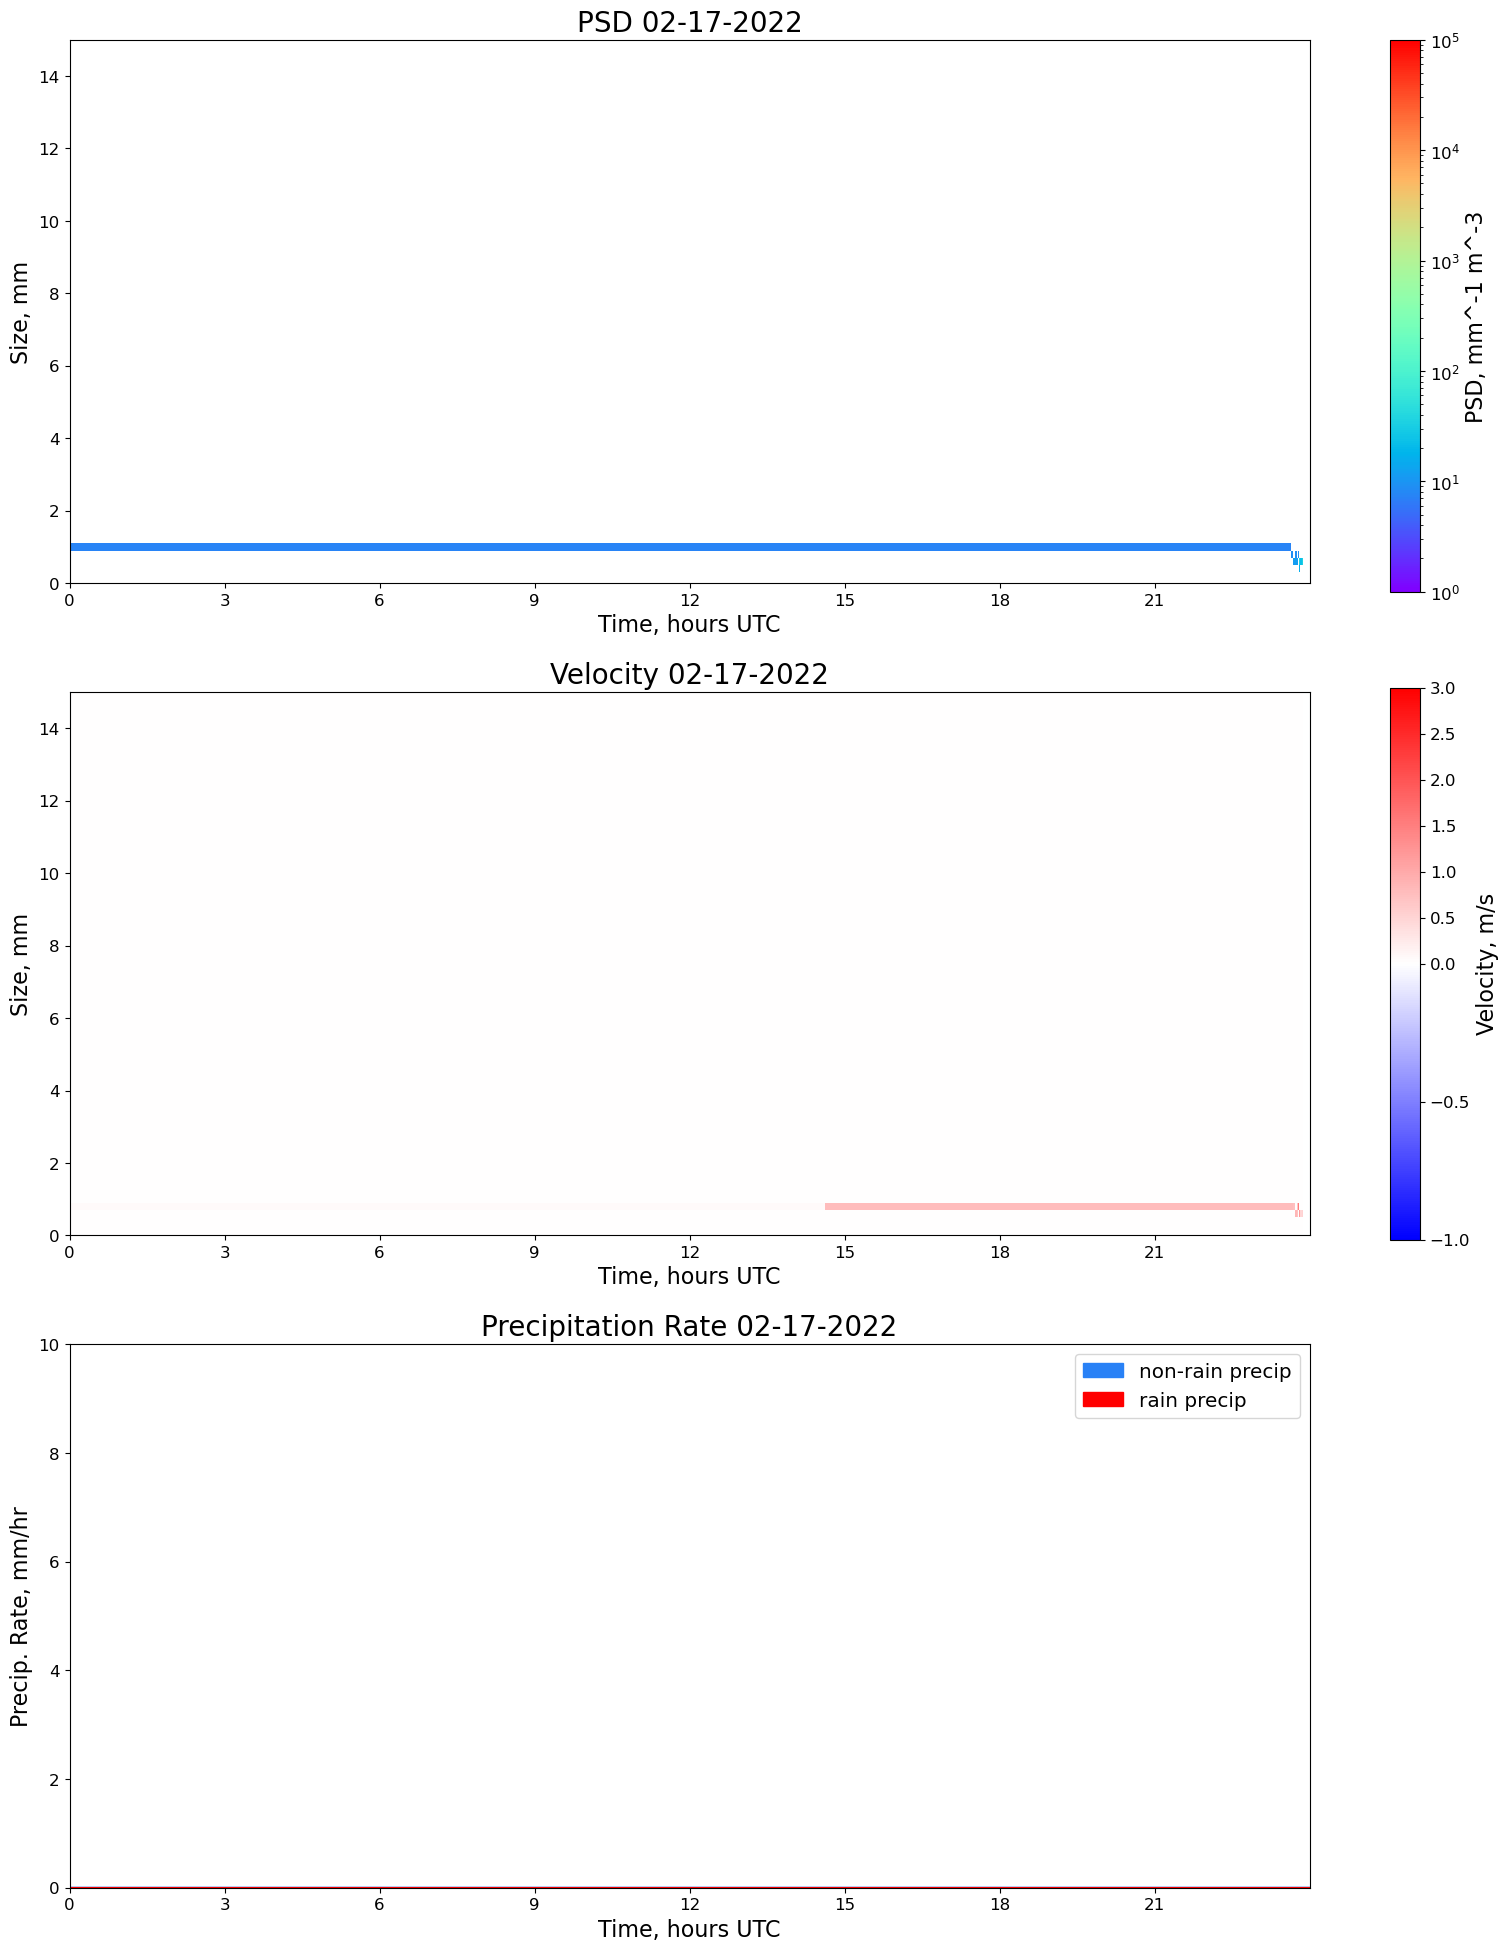 PSD 02-17-2022
14
12
10
8
6
4
2
0
Size, mm
0 3 6 9 12 15 18 21
Time, hours UTC
10^5
10^4
10^3
10^2
10^1
10^0
PSD, mm^-1 m^-3
Velocity 02-17-2022
14
12
10
8
6
4
2
0
Size, mm
0 3 6 9 12 15 18 21
Time, hours UTC
3.0
2.5
2.0
1.5
1.0
0.5
0.0
−0.5
−1.0
Velocity, m/s
Precipitation Rate 02-17-2022
10
8
6
4
2
0
Precip. Rate, mm/hr
non-rain precip
rain precip
0 3 6 9 12 15 18 21
Time, hours UTC